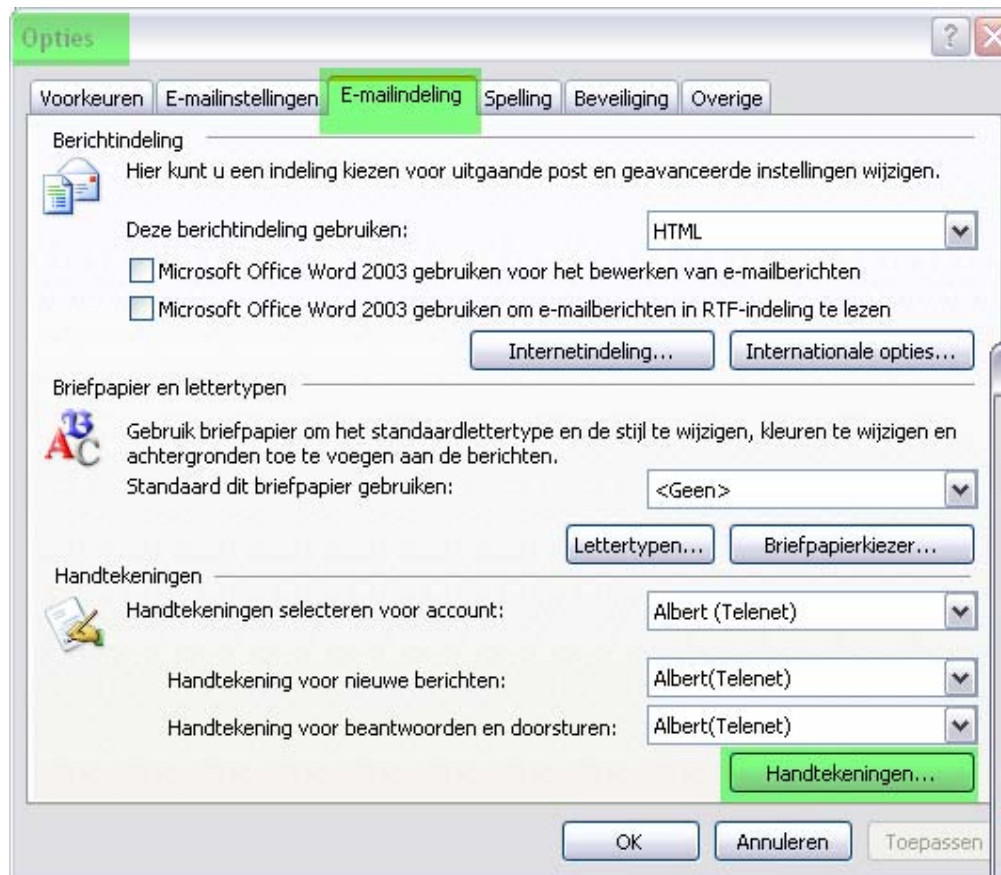 Opties
Voorkeuren E-mailinstellingen E-mailindeling Spelling Beveiliging Overige
Berichtindeling
Hier kunt u een indeling kiezen voor uitgaande post en geavanceerde instellingen wijzigen.
Deze berichtindeling gebruiken: HTML
Microsoft Office Word 2003 gebruiken voor het bewerken van e-mailberichten
Microsoft Office Word 2003 gebruiken om e-mailberichten in RTF-indeling te lezen
Internetindeling... Internationale opties...
Briefpapier en lettertypen
Gebruik briefpapier om het standaardlettertype en de stijl te wijzigen, kleuren te wijzigen en
achtergronden toe te voegen aan de berichten.
Standaard dit briefpapier gebruiken: <Geen>
Lettertypen... Briefpapierkiezer...
Handtekeningen
Handtekeningen selecteren voor account: Albert (Telenet)
Handtekening voor nieuwe berichten: Albert(Telenet)
Handtekening voor beantwoorden en doorsturen: Albert(Telenet)
Handtekeningen...
OK Annuleren Toepassen